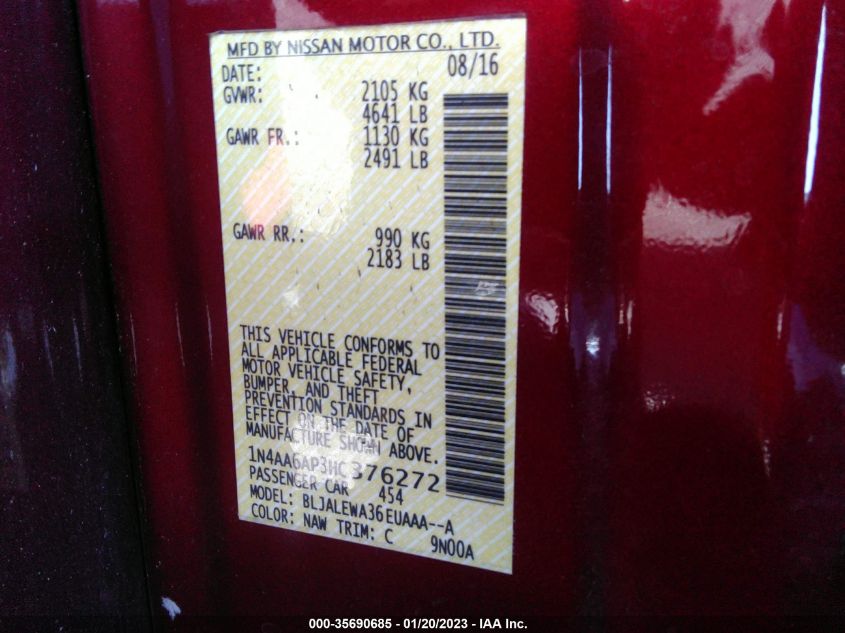 MFD BY NISSAN MOTOR CO., LTD.
DATE: 08/16
GVWR: 2105 KG
4641 LB
GAWR FR.: 1130 KG
2491 LB
GAWR RR.: 990 KG
2183 LB
THIS VEHICLE CONFORMS TO
ALL APPLICABLE FEDERAL
MOTOR VEHICLE SAFETY,
BUMPER, AND THEFT
PREVENTION STANDARDS IN
EFFECT ON THE DATE OF
MANUFACTURE SHOWN ABOVE.
1N4AA6AP3HC376272
PASSENGER CAR 454
MODEL: BLJALEWA36EUAAA--A
COLOR: NAW TRIM: C 9N00A
000-35690685 - 01/20/2023 - IAA Inc.